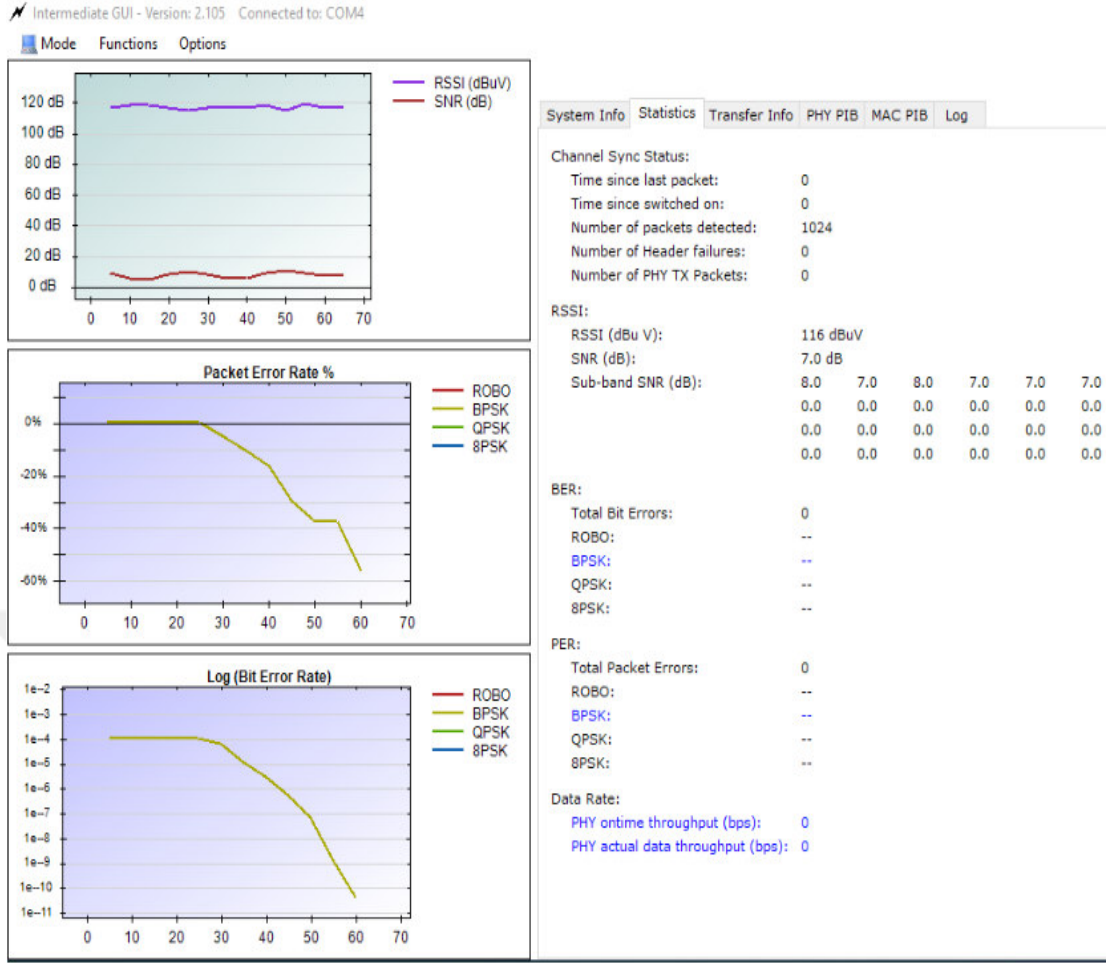 Intermediate GUI - Version: 2.105 Connected to: COM4
Mode Functions Options
RSSI (dBuV)
SNR (dB)
120 dB
100 dB
80 dB
60 dB
40 dB
20 dB
0 dB
0 10 20 30 40 50 60 70
Packet Error Rate %
ROBO
BPSK
QPSK
8PSK
0%
-20%
-40%
-60%
0 10 20 30 40 50 60 70
Log (Bit Error Rate)
ROBO
BPSK
QPSK
8PSK
1e-2
1e-3
1e-4
1e-5
1e-6
1e-7
1e-8
1e-9
1e-10
1e-11
0 10 20 30 40 50 60 70
System Info Statistics Transfer Info PHY PIB MAC PIB Log
Channel Sync Status:
Time since last packet: 0
Time since switched on: 0
Number of packets detected: 1024
Number of Header failures: 0
Number of PHY TX Packets: 0
RSSI:
RSSI (dBu V): 116 dBuV
SNR (dB): 7.0 dB
Sub-band SNR (dB): 8.0 7.0 8.0 7.0 7.0 7.0
0.0 0.0 0.0 0.0 0.0 0.0
0.0 0.0 0.0 0.0 0.0 0.0
0.0 0.0 0.0 0.0 0.0 0.0
BER:
Total Bit Errors: 0
ROBO: --
BPSK: --
QPSK: --
8PSK: --
PER:
Total Packet Errors: 0
ROBO: --
BPSK: --
QPSK: --
8PSK: --
Data Rate:
PHY ontime throughput (bps): 0
PHY actual data throughput (bps): 0